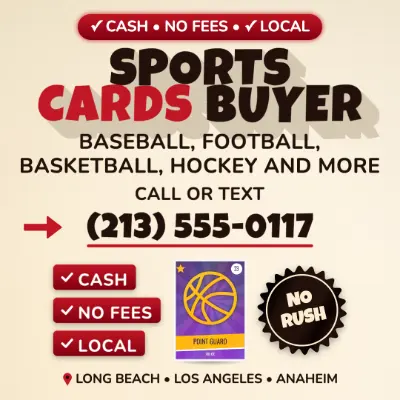 ✓ CASH • NO FEES • ✓ LOCAL
SPORTS
CARDS BUYER
BASEBALL, FOOTBALL,
BASKETBALL, HOCKEY AND MORE
CALL OR TEXT
(213) 555-0117
✓ CASH
✓ NO FEES
✓ LOCAL
POINT GUARD
NO
RUSH
LONG BEACH • LOS ANGELES • ANAHEIM